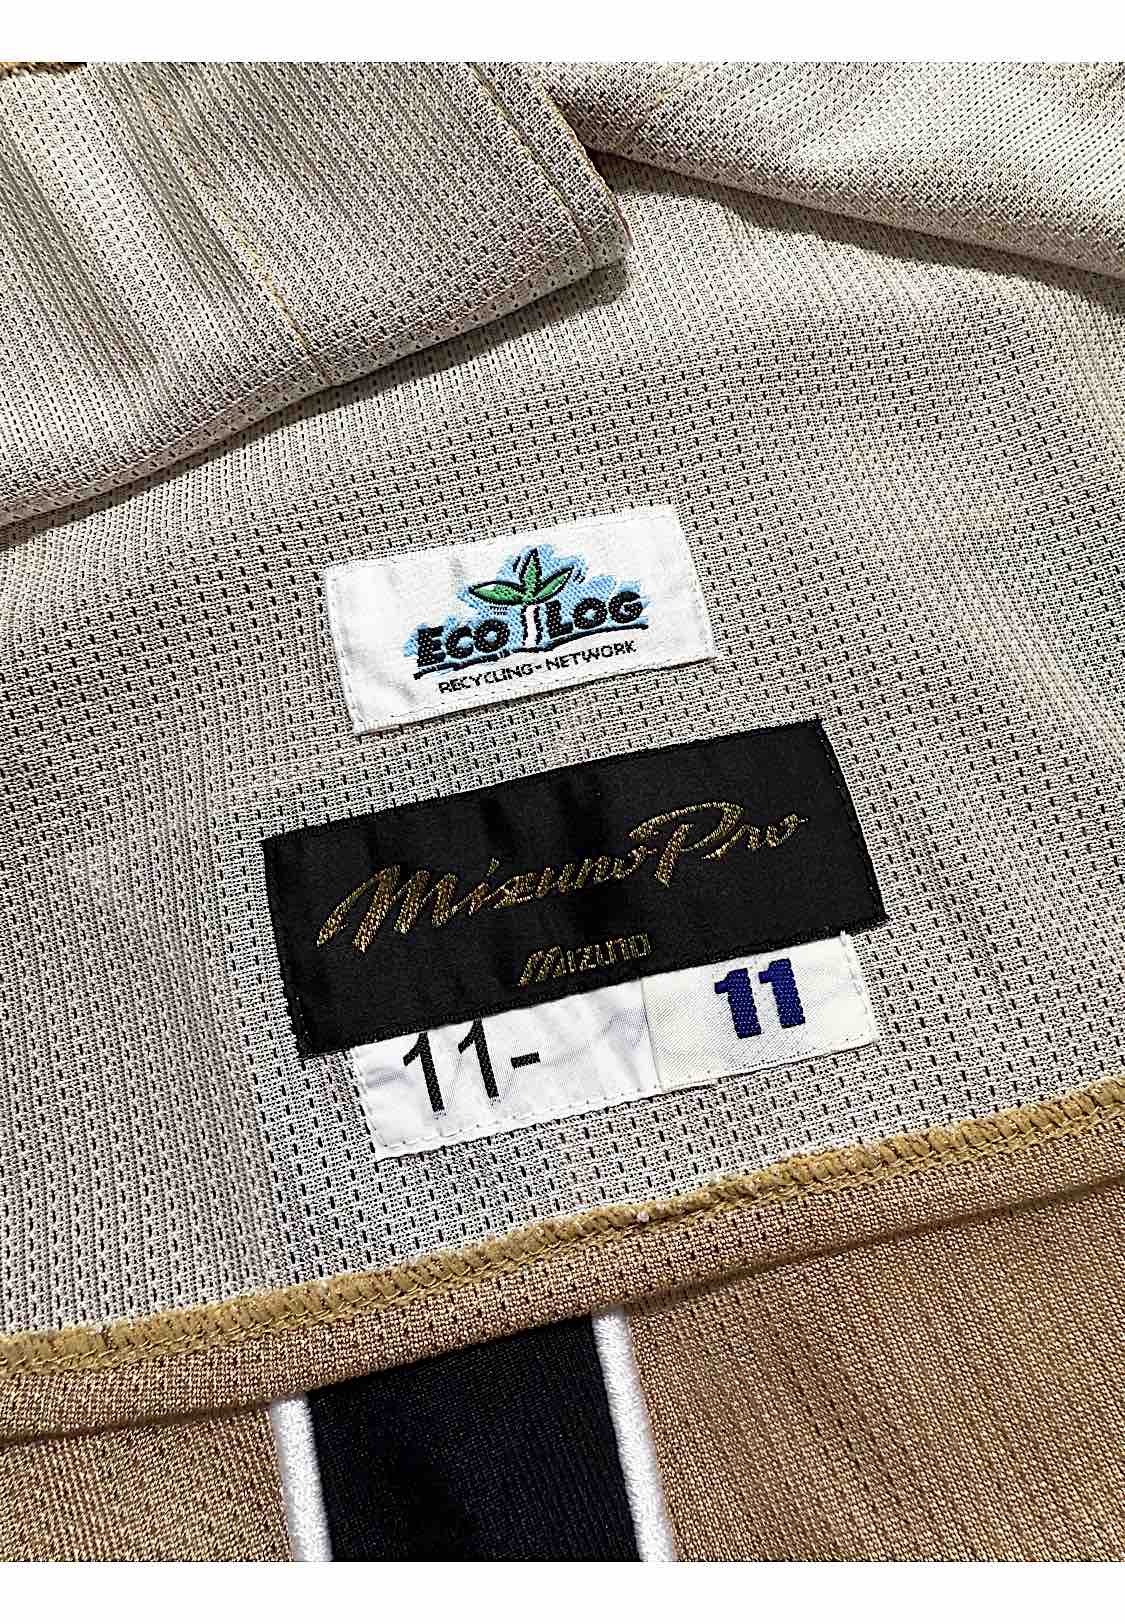 ECO LOG
RECYCLING-NETWORK
Mizuno Pro
MIZUNO
11-
11